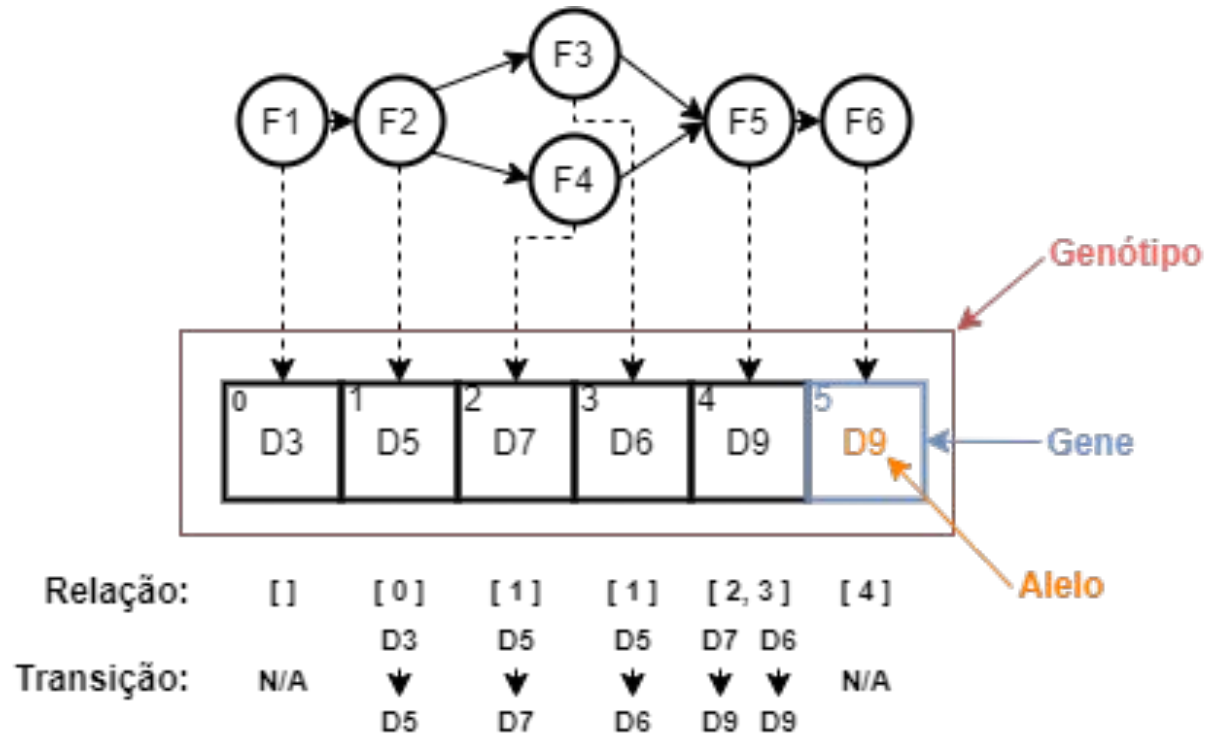 F3
F1 F2 F5 F6
F4
Genótipo
0 1 2 3 4 5
D3 D5 D7 D6 D9 D9
Gene
Relação: [ ] [ 0 ] [ 1 ] [ 1 ] [ 2, 3 ] [ 4 ]
Alelo
D3 D5 D5 D7 D6
Transição: N/A N/A
D5 D7 D6 D9 D9